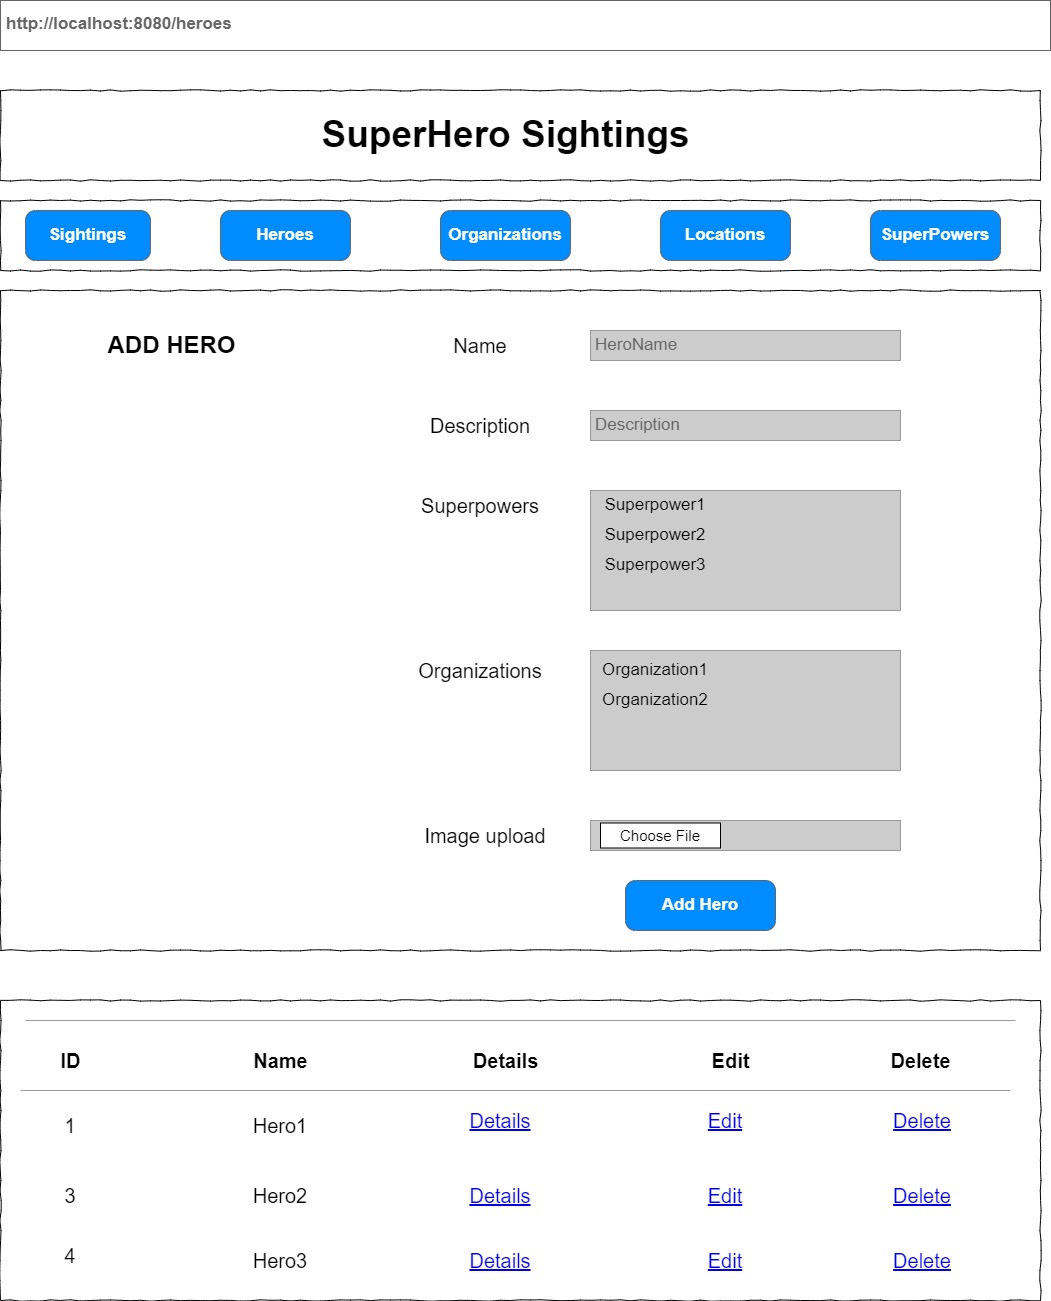 http://localhost:8080/heroes
SuperHero Sightings
Sightings Heroes Organizations Locations SuperPowers
ADD HERO Name HeroName
Description Description
Superpowers Superpower1
Superpower2
Superpower3
Organizations Organization1
Organization2
Image upload Choose File
Add Hero
ID Name Details Edit Delete
1 Hero1 Details Edit Delete
3 Hero2 Details Edit Delete
4 Hero3 Details Edit Delete